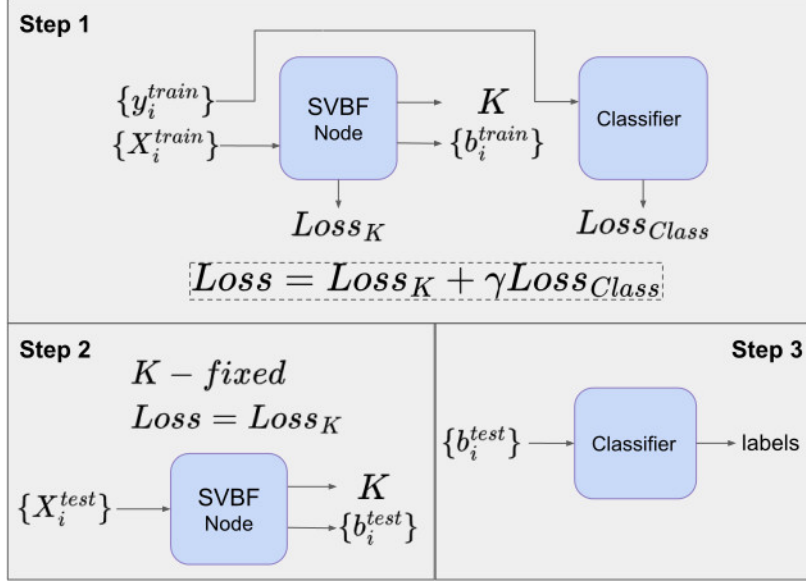 Step 1
{y_i^{train}}
{X_i^{train}}
SVBF
Node
K
{b_i^{train}}
Classifier
Loss_K
Loss_{Class}
Loss = Loss_K + γLoss_{Class}
Step 2
K − fixed
Loss = Loss_K
{X_i^{test}}
SVBF
Node
K
{b_i^{test}}
Step 3
{b_i^{test}}
Classifier
labels